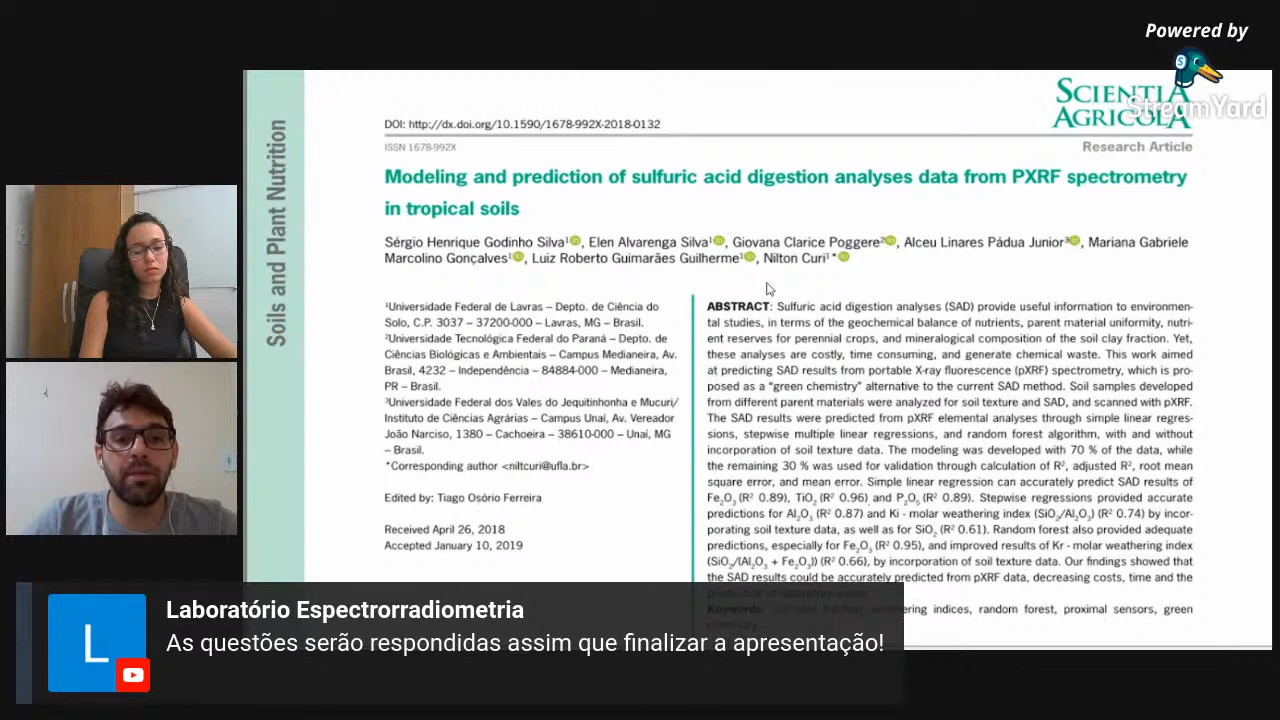 Powered by
StreamYard
SCIENTIA
AGRICOLA
DOI: http://dx.doi.org/10.1590/1678-992X-2018-0132
ISSN 1678-992X
Research Article
Soils and Plant Nutrition
Modeling and prediction of sulfuric acid digestion analyses data from PXRF spectrometry
in tropical soils
Sérgio Henrique Godinho Silva¹, Elen Alvarenga Silva¹, Giovana Clarice Poggere², Alceu Linares Pádua Junior³, Mariana Gabriele
Marcolino Gonçalves¹, Luiz Roberto Guimarães Guilherme¹, Nilton Curi¹*
¹Universidade Federal de Lavras – Depto. de Ciência do
Solo, C.P. 3037 – 37200-000 – Lavras, MG – Brasil.
²Universidade Tecnológica Federal do Paraná – Depto. de
Ciências Biológicas e Ambientais – Campus Medianeira, Av.
Brasil, 4232 – Independência – 84884-000 – Medianeira,
PR – Brasil.
³Universidade Federal dos Vales do Jequitinhonha e Mucuri/
Instituto de Ciências Agrárias – Campus Unaí, Av. Vereador
João Narciso, 1380 – Cachoeira – 38610-000 – Unaí, MG
– Brasil.
*Corresponding author <niltcuri@ufla.br>
Edited by: Tiago Osório Ferreira
Received April 26, 2018
Accepted January 10, 2019
ABSTRACT: Sulfuric acid digestion analyses (SAD) provide useful information to environmen-
tal studies, in terms of the geochemical balance of nutrients, parent material uniformity, nutri-
ent reserves for perennial crops, and mineralogical composition of the soil clay fraction. Yet,
these analyses are costly, time consuming, and generate chemical waste. This work aimed
at predicting SAD results from portable X-ray fluorescence (pXRF) spectrometry, which is pro-
posed as a “green chemistry” alternative to the current SAD method. Soil samples developed
from different parent materials were analyzed for soil texture and SAD, and scanned with pXRF.
The SAD results were predicted from pXRF elemental analyses through simple linear regres-
sions, stepwise multiple linear regressions, and random forest algorithm, with and without
incorporation of soil texture data. The modeling was developed with 70 % of the data, while
the remaining 30 % was used for validation through calculation of R², adjusted R², root mean
square error, and mean error. Simple linear regression can accurately predict SAD results of
Fe₂O₃ (R² 0.89), TiO₂ (R² 0.96) and P₂O₅ (R² 0.89). Stepwise regressions provided accurate
predictions for Al₂O₃ (R² 0.87) and Ki - molar weathering index (SiO₂/Al₂O₃) (R² 0.74) by incor-
porating soil texture data, as well as for SiO₂ (R² 0.61). Random forest also provided adequate
predictions, especially for Fe₂O₃ (R² 0.95), and improved results of Kr - molar weathering index
(SiO₂/(Al₂O₃ + Fe₂O₃)) (R² 0.66), by incorporation of soil texture data. Our findings showed that
the SAD results could be accurately predicted from pXRF data, decreasing costs, time and the
Keywords: weathering indices, random forest, proximal sensors, green
Laboratório Espectrorradiometria
As questões serão respondidas assim que finalizar a apresentação!
L